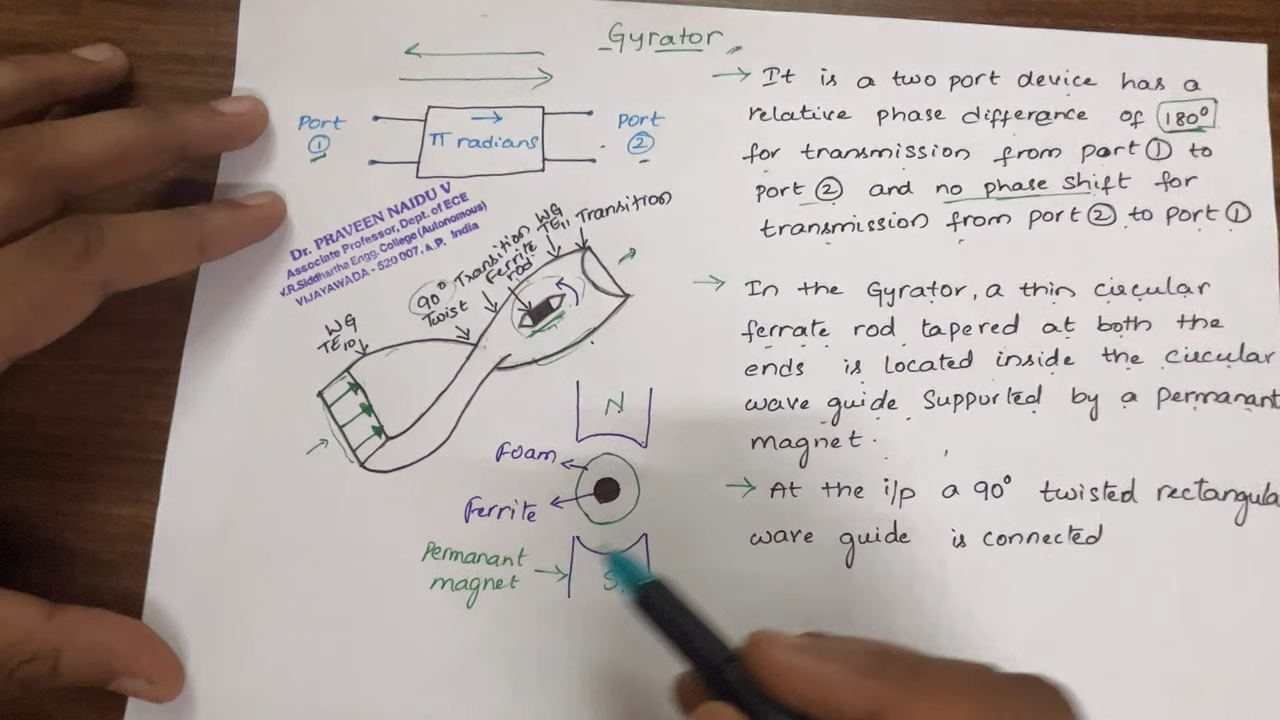 Gyrator
Port
①
π radians
Port
②
Dr. PRAVEEN NAIDU V
Associate Professor, Dept. of ECE
V.R.Siddhartha Engg. College (Autonomous)
VIJAYAWADA - 520 007, A.P. India
WG
TE10
90°
Twist
Transition
Ferrite
rod
WG
TE11
Transition
N
Foam
Ferrite
Permanant
magnet
S
→ It is a two port device has a
relative phase difference of 180°
for transmission from port ① to
port ② and no phase shift for
transmission from port ② to port ①
→ In the Gyrator, a thin circular
ferrate rod tapered at both the
ends is located inside the circular
wave guide supported by a permanant
magnet.
→ At the i/p a 90° twisted rectangula
wave guide is connected